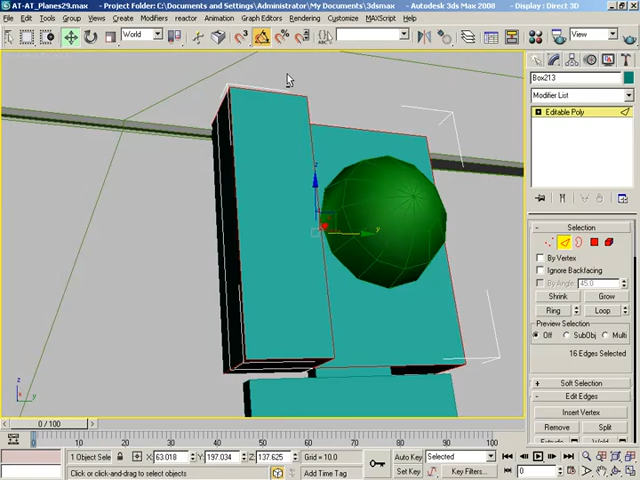 AT-AT_Planes29.max - Project Folder: C:\Documents and Settings\Administrator\My Documents\3dsmax - Autodesk 3ds Max 2008 - Display : Direct 3D
File Edit Tools Group Views Create Modifiers reactor Animation Graph Editors Rendering Customize MAXScript Help
World
View
Box213
Modifier List
Editable Poly
Selection
By Vertex
Ignore Backfacing
By Angle: 45.0
Shrink Grow
Ring Loop
Preview Selection
Off SubObj Multi
16 Edges Selected
Soft Selection
Edit Edges
Insert Vertex
Remove Split
z
y
z
x
y
0 / 100
0 10 20 30 40 50 60 70 80 90 100
1 Object Sele X: 63.018 Y: 197.034 Z: 137.625 Grid = 10.0
Auto Key Selected
Click or click-and-drag to select objects
Add Time Tag
Set Key Key Filters... 0